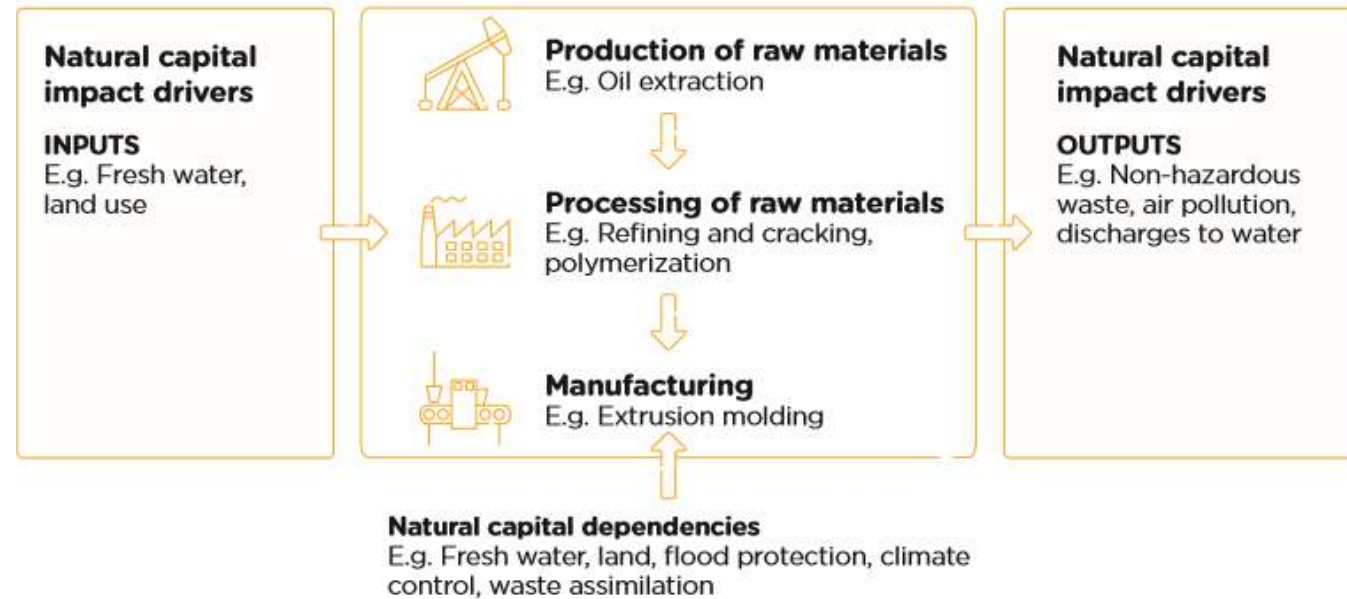 Natural capital
impact drivers
INPUTS
E.g. Fresh water,
land use
Production of raw materials
E.g. Oil extraction
Processing of raw materials
E.g. Refining and cracking,
polymerization
Manufacturing
E.g. Extrusion molding
Natural capital
impact drivers
OUTPUTS
E.g. Non-hazardous
waste, air pollution,
discharges to water
Natural capital dependencies
E.g. Fresh water, land, flood protection, climate
control, waste assimilation